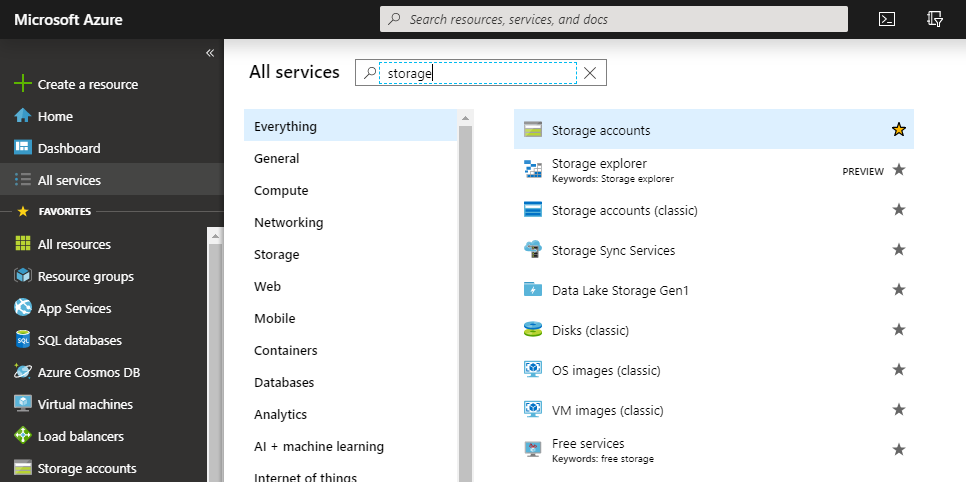 Microsoft Azure
Search resources, services, and docs
«
Create a resource
Home
Dashboard
All services
FAVORITES
All resources
Resource groups
App Services
SQL databases
Azure Cosmos DB
Virtual machines
Load balancers
Storage accounts
All services
storage
Everything
General
Compute
Networking
Storage
Web
Mobile
Containers
Databases
Analytics
AI + machine learning
Internet of things
Storage accounts
Storage explorer
Keywords: Storage explorer
PREVIEW
Storage accounts (classic)
Storage Sync Services
Data Lake Storage Gen1
Disks (classic)
OS images (classic)
VM images (classic)
Free services
Keywords: free storage